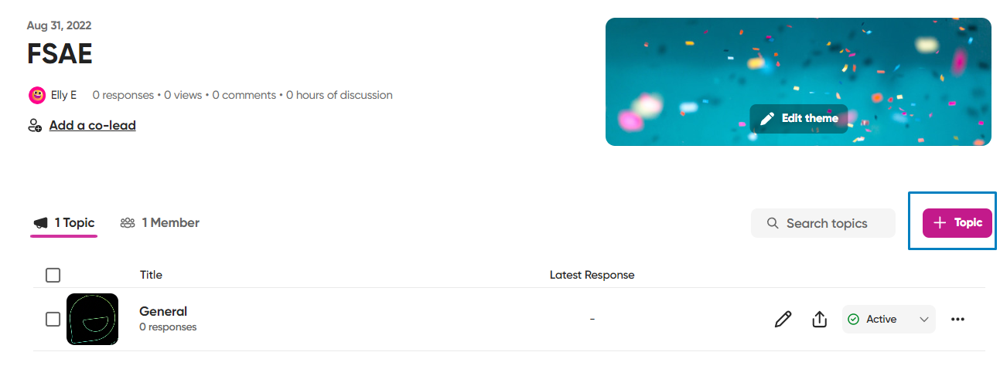 Aug 31, 2022
FSAE
Elly E 0 responses • 0 views • 0 comments • 0 hours of discussion
Add a co-lead
Edit theme
1 Topic 1 Member Search topics + Topic
Title Latest Response
General
0 responses - Active